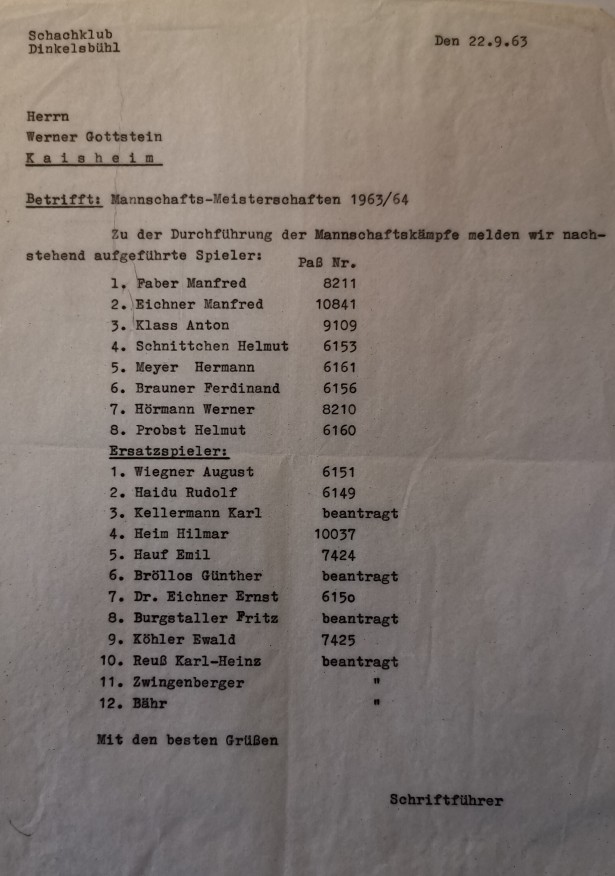 Schachklub
Dinkelsbühl
Den 22.9.63
Herrn
Werner Gottstein
K a i s h e i m
Betrifft: Mannschafts-Meisterschaften 1963/64
Zu der Durchführung der Mannschaftskämpfe melden wir nach-
stehend aufgeführte Spieler:
Paß Nr.
1. Faber Manfred 8211
2. Eichner Manfred 10841
3. Klass Anton 9109
4. Schnittchen Helmut 6153
5. Meyer Hermann 6161
6. Brauner Ferdinand 6156
7. Hörmann Werner 8210
8. Probst Helmut 6160
Ersatzspieler:
1. Wiegner August 6151
2. Haidu Rudolf 6149
3. Kellermann Karl beantragt
4. Heim Hilmar 10037
5. Hauf Emil 7424
6. Bröllos Günther beantragt
7. Dr. Eichner Ernst 615o
8. Burgstaller Fritz beantragt
9. Köhler Ewald 7425
10. Reuß Karl-Heinz beantragt
11. Zwingenberger "
12. Bähr "
Mit den besten Grüßen
Schriftführer